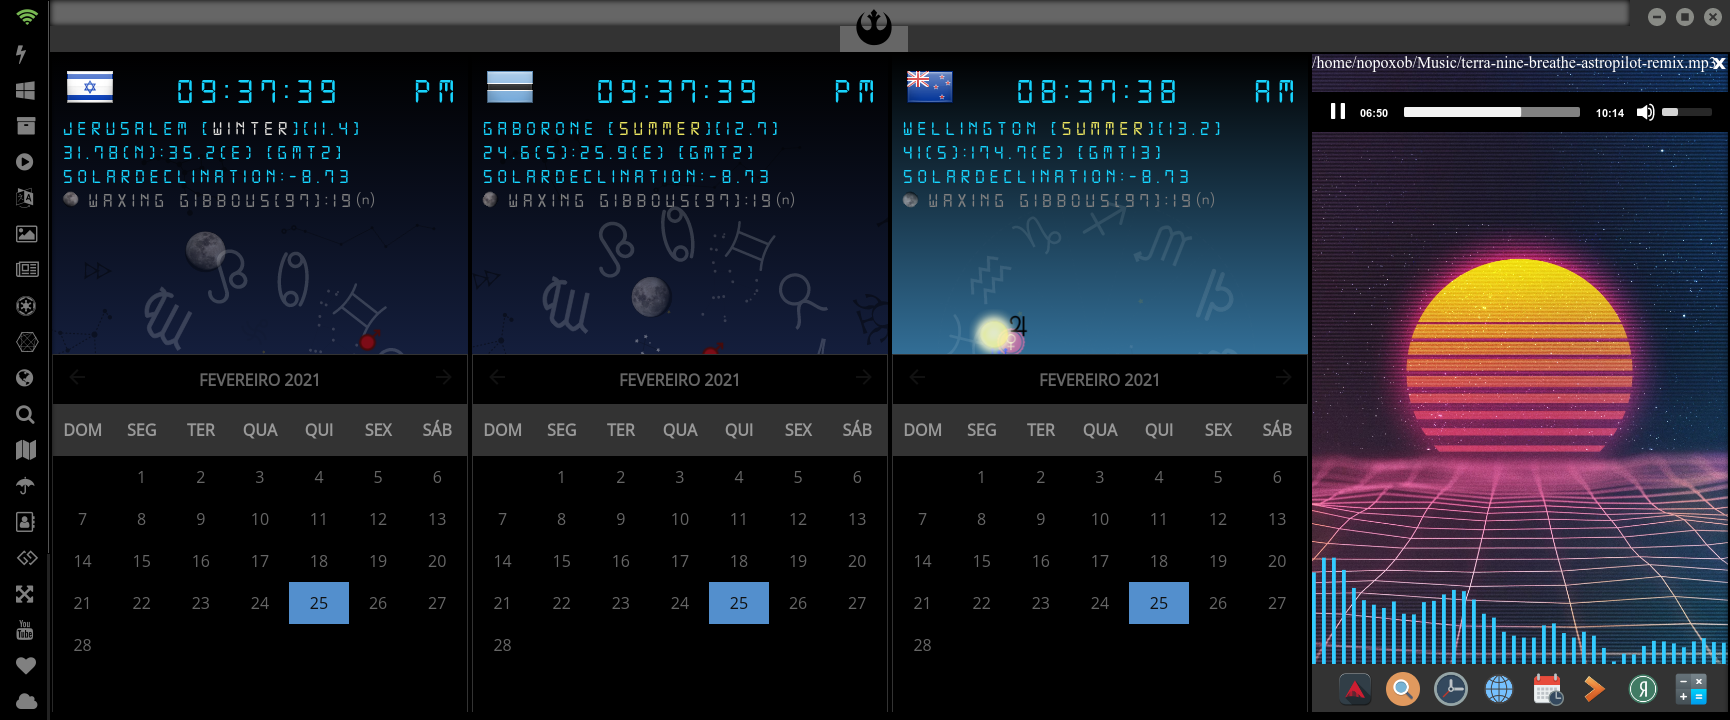 09:37:39 PM
JERUSALEM [WINTER][11.4]
31.78(N):35.2(E) [GMT2]
SOLARDECLINATION:-8.73
WAXING GIBBOUS[97]:19(n)
FEVEREIRO 2021
DOM SEG TER QUA QUI SEX SÁB
1 2 3 4 5 6
7 8 9 10 11 12 13
14 15 16 17 18 19 20
21 22 23 24 25 26 27
28
09:37:39 PM
GABORONE [SUMMER][12.7]
24.6(S):25.9(E) [GMT2]
SOLARDECLINATION:-8.73
WAXING GIBBOUS[97]:19(n)
FEVEREIRO 2021
DOM SEG TER QUA QUI SEX SÁB
1 2 3 4 5 6
7 8 9 10 11 12 13
14 15 16 17 18 19 20
21 22 23 24 25 26 27
28
08:37:38 AM
WELLINGTON [SUMMER][13.2]
41(S):174.7(E) [GMT13]
SOLARDECLINATION:-8.73
WAXING GIBBOUS[97]:19(n)
FEVEREIRO 2021
DOM SEG TER QUA QUI SEX SÁB
1 2 3 4 5 6
7 8 9 10 11 12 13
14 15 16 17 18 19 20
21 22 23 24 25 26 27
28
/home/nopoxob/Music/terra-nine-breathe-astropilot-remix.mp3
06:50 10:14
You
Tube
Я